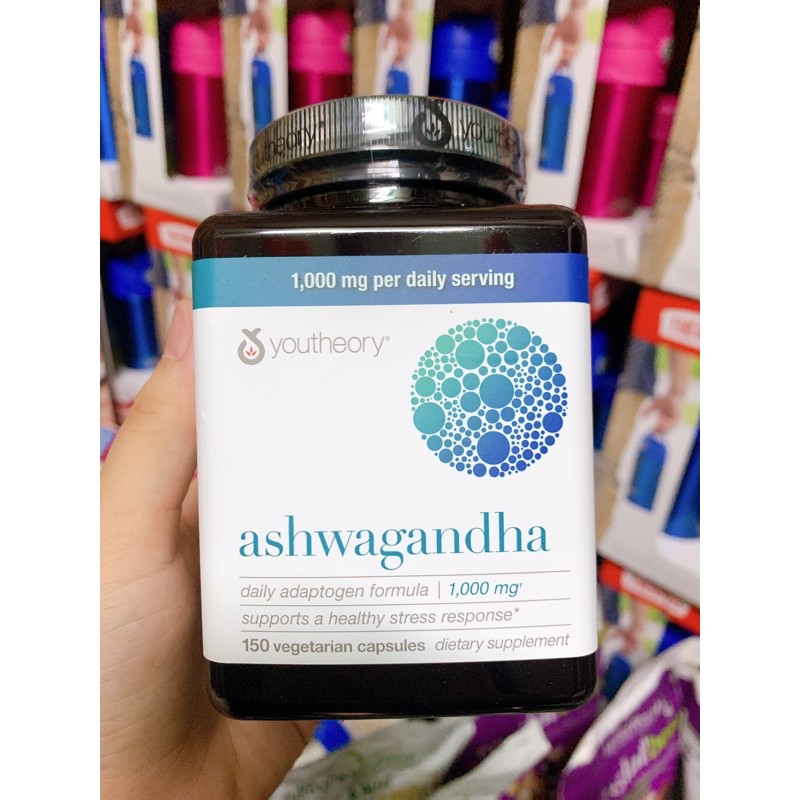 youtheory
1,000 mg per daily serving
youtheory®
ashwagandha
daily adaptogen formula | 1,000 mg†
supports a healthy stress response*
150 vegetarian capsules dietary supplement